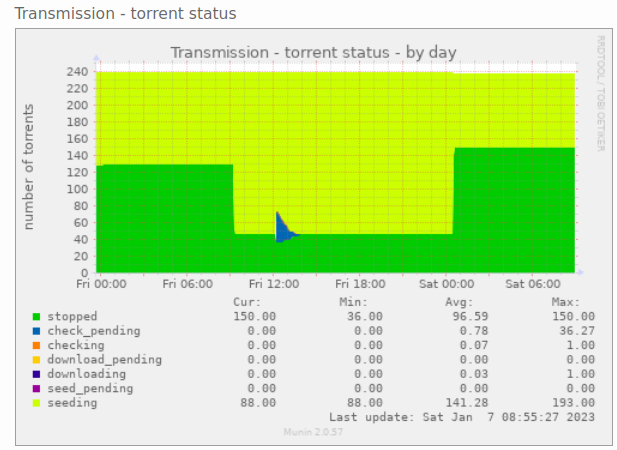 Transmission - torrent status
Transmission - torrent status - by day
RRDTOOL / TOBI OETIKER
number of torrents
240
220
200
180
160
140
120
100
80
60
40
20
0
Fri 00:00 Fri 06:00 Fri 12:00 Fri 18:00 Sat 00:00 Sat 06:00
Cur: Min: Avg: Max:
stopped 150.00 36.00 96.59 150.00
check_pending 0.00 0.00 0.78 36.27
checking 0.00 0.00 0.07 1.00
download_pending 0.00 0.00 0.00 0.00
downloading 0.00 0.00 0.03 1.00
seed_pending 0.00 0.00 0.00 0.00
seeding 88.00 88.00 141.28 193.00
Last update: Sat Jan 7 08:55:27 2023
Munin 2.0.57